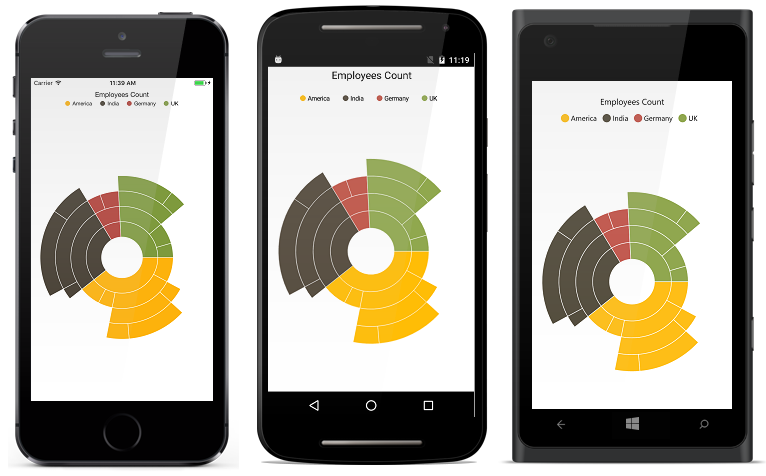 Carrier 11:39 AM
Employees Count
America India Germany UK
11:19
Employees Count
America India Germany UK
Employees Count
America India Germany UK